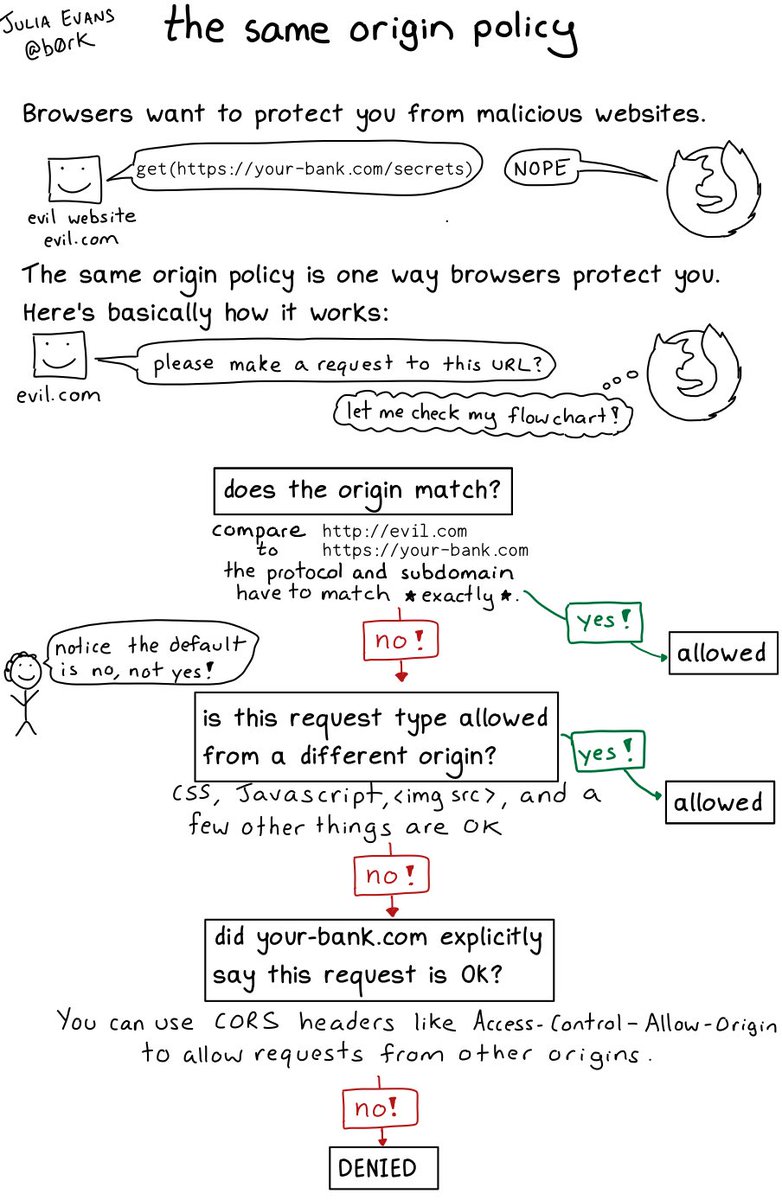 JULIA EVANS
@b0rk
the same origin policy
Browsers want to protect you from malicious websites.
get(https://your-bank.com/secrets)
NOPE
evil website
evil.com
The same origin policy is one way browsers protect you.
Here's basically how it works:
please make a request to this URL?
evil.com
let me check my flowchart!
does the origin match?
compare http://evil.com
to https://your-bank.com
the protocol and subdomain
have to match *exactly*.
yes!
allowed
no!
notice the default
is no, not yes!
is this request type allowed
from a different origin?
yes!
allowed
CSS, Javascript, <img src>, and a
few other things are OK
no!
did your-bank.com explicitly
say this request is OK?
You can use CORS headers like Access-Control-Allow-Origin
to allow requests from other origins.
no!
DENIED